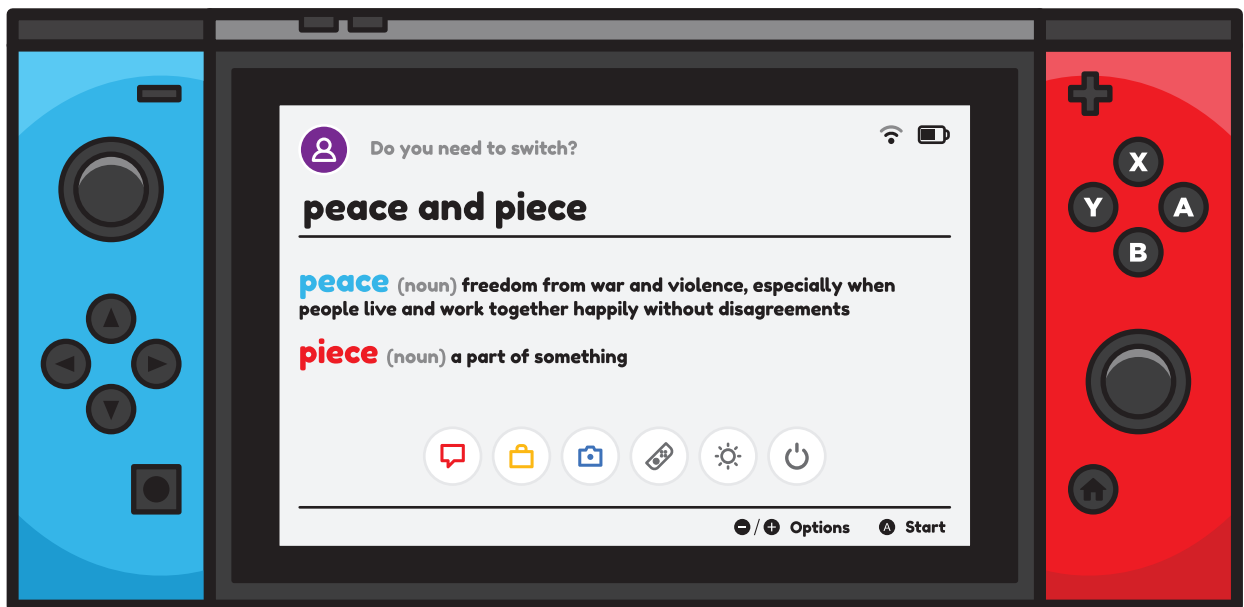 Do you need to switch?
peace and piece
peace (noun) freedom from war and violence, especially when
people live and work together happily without disagreements
piece (noun) a part of something
X
Y A
B
-/+ Options A Start